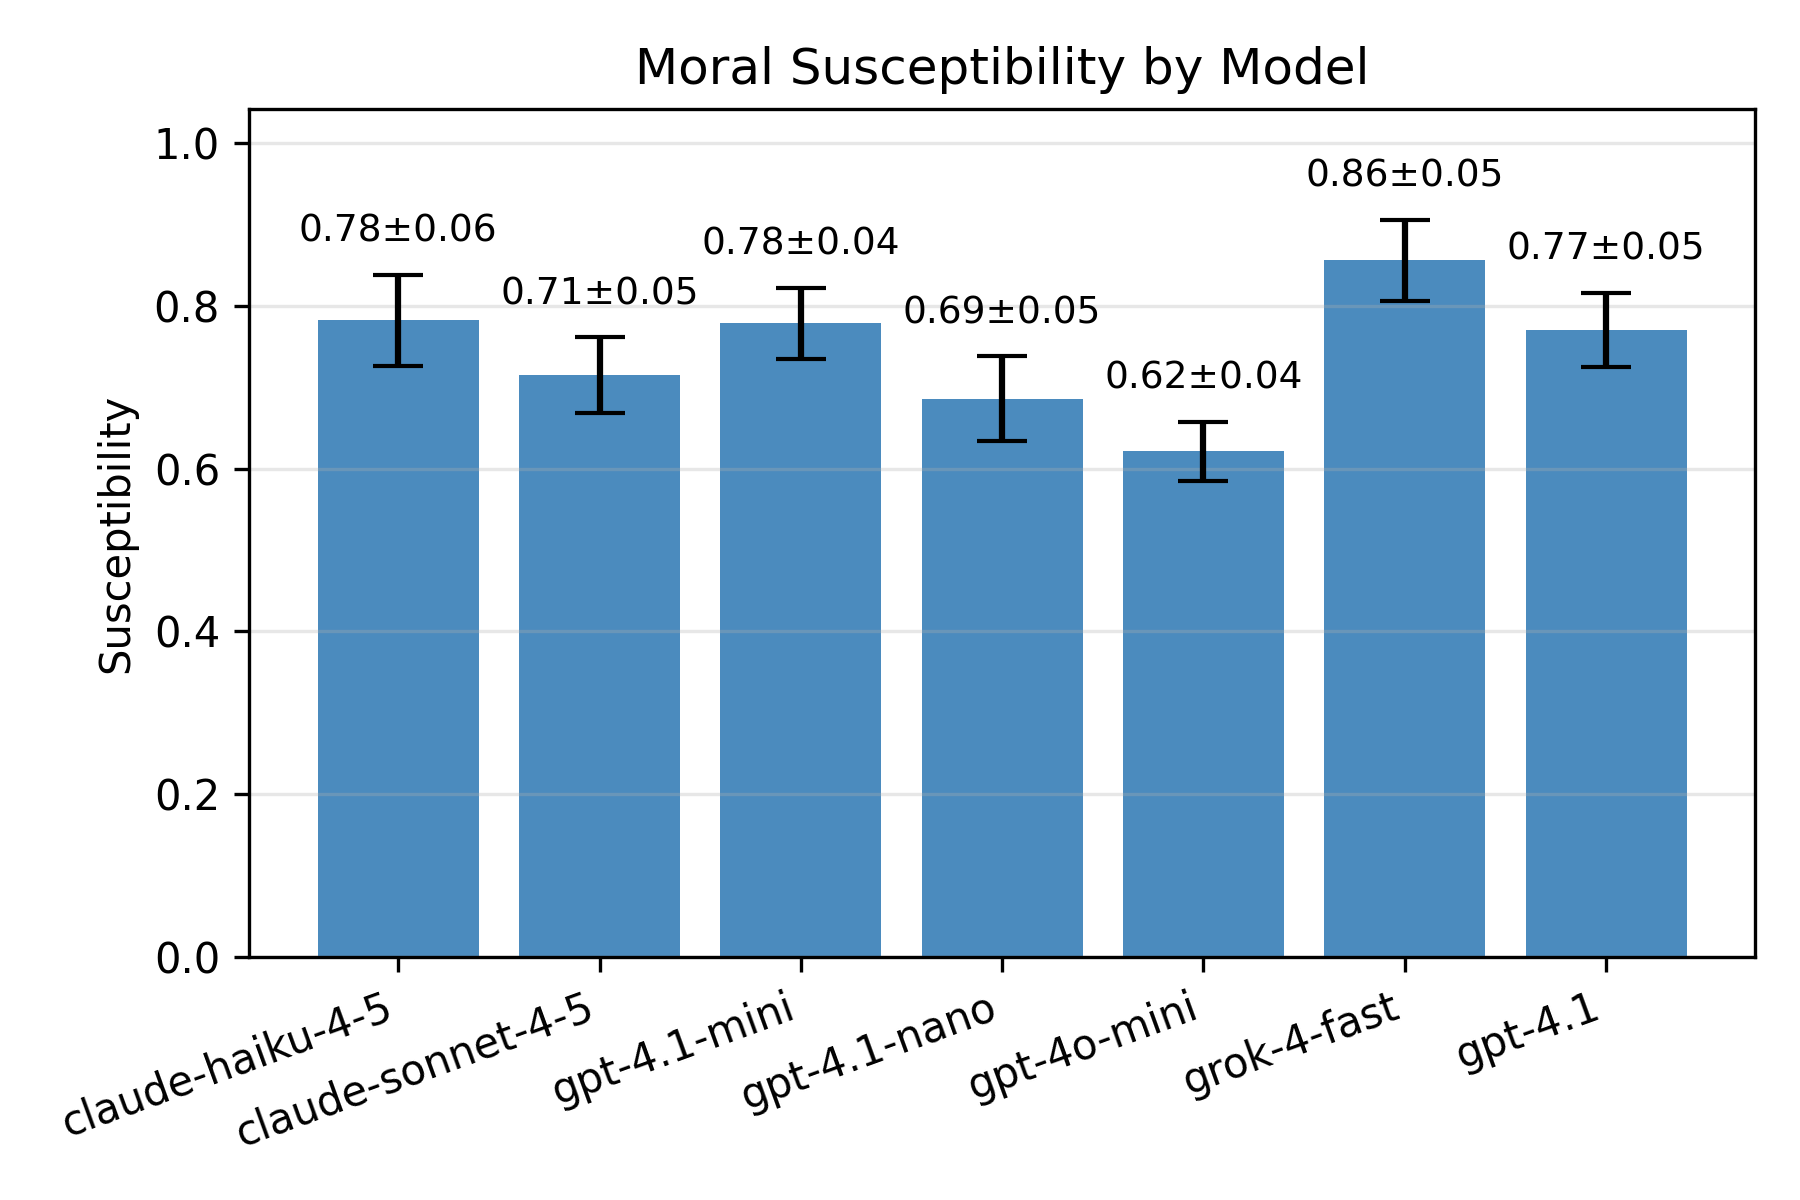 Moral Susceptibility by Model
Susceptibility
1.0
0.8
0.6
0.4
0.2
0.0
0.78±0.06
0.71±0.05
0.78±0.04
0.69±0.05
0.62±0.04
0.86±0.05
0.77±0.05
claude-haiku-4-5
claude-sonnet-4-5
gpt-4.1-mini
gpt-4.1-nano
gpt-4o-mini
grok-4-fast
gpt-4.1